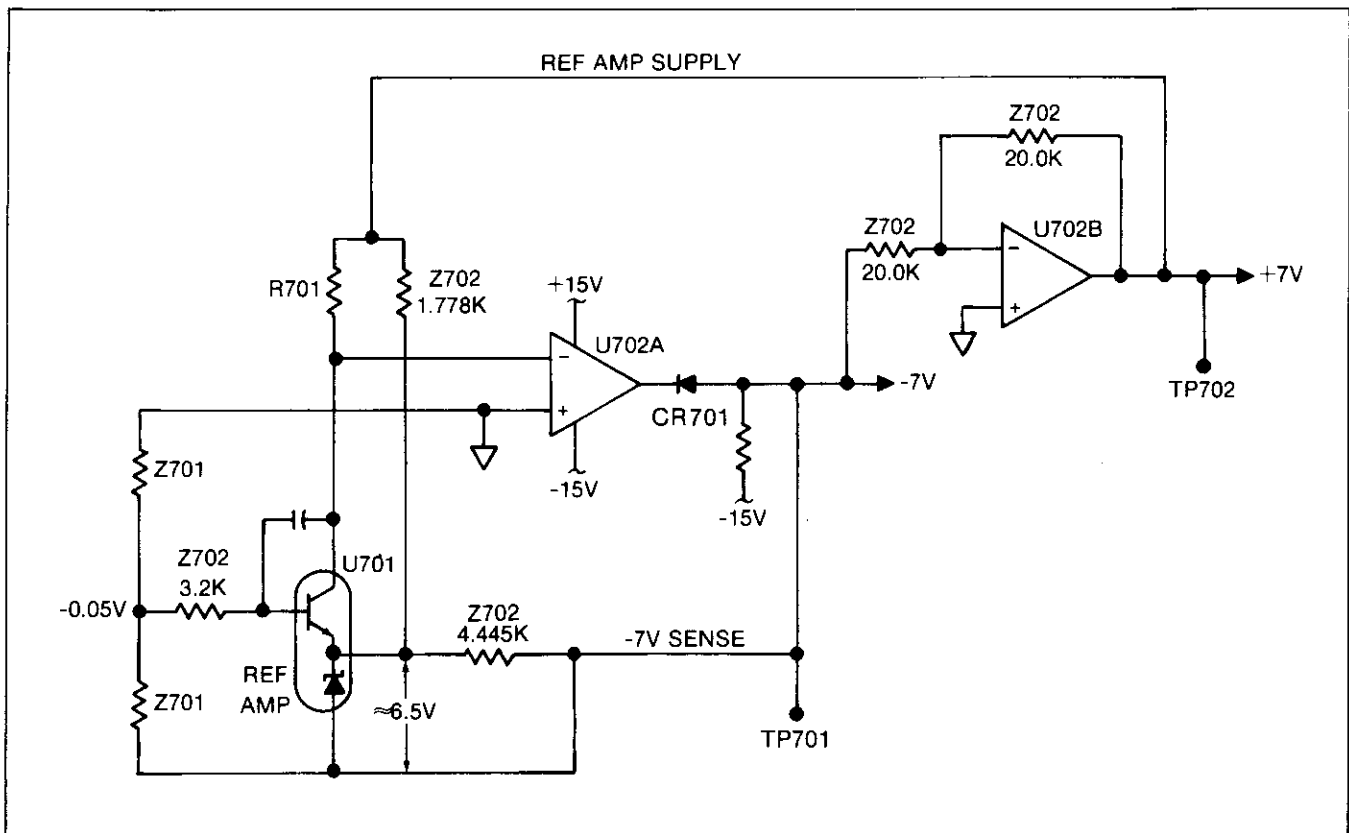 REF AMP SUPPLY
Z702
20.0K
Z702
20.0K
U702B
−
+
+7V
TP702
R701
Z702
1.778K
+15V
U702A
−
+
-15V
CR701
-7V
-15V
Z701
Z702
3.2K
-0.05V
U701
REF
AMP
Z702
4.445K
-7V SENSE
≈6.5V
Z701
TP701